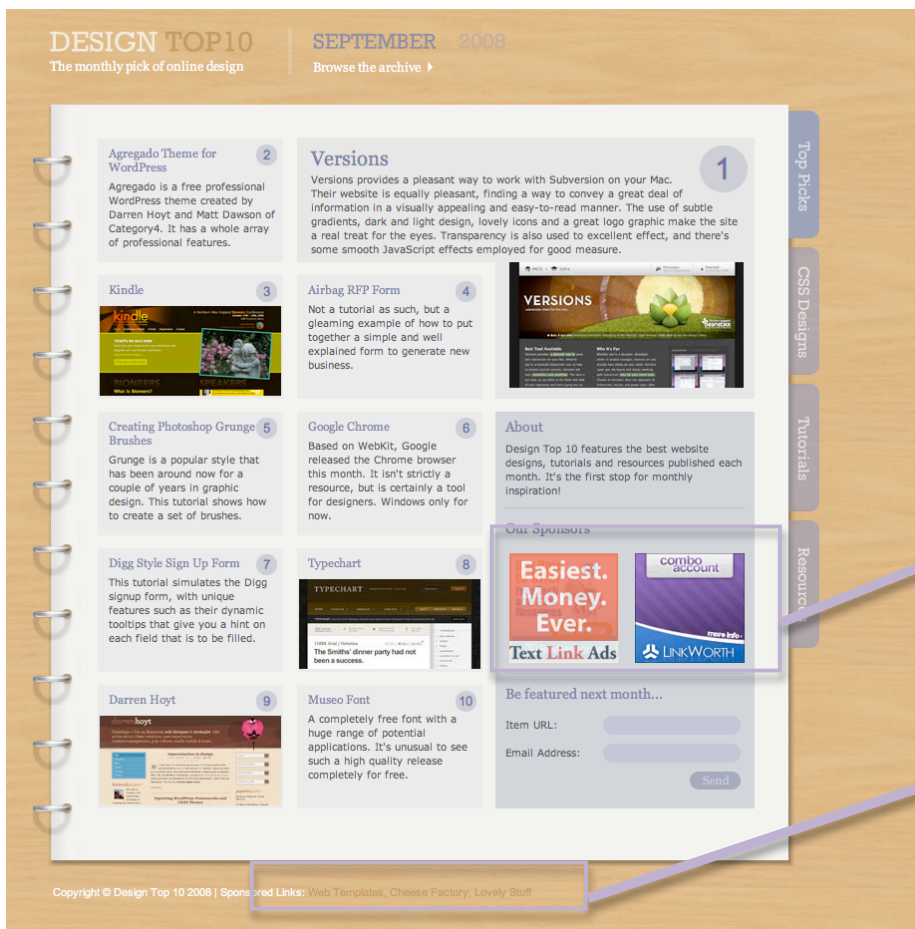 DESIGN TOP10
The monthly pick of online design
SEPTEMBER 2008
Browse the archive
Agregado Theme for
WordPress
2
Agregado is a free professional
WordPress theme created by
Darren Hoyt and Matt Dawson of
Category4. It has a whole array
of professional features.
Versions
1
Versions provides a pleasant way to work with Subversion on your Mac.
Their website is equally pleasant, finding a way to convey a great deal of
information in a visually appealing and easy-to-read manner. The use of subtle
gradients, dark and light design, lovely icons and a great logo graphic make the site
a real treat for the eyes. Transparency is also used to excellent effect, and there's
some smooth JavaScript effects employed for good measure.
VERSIONS
Kindle
3
kindle
BIONEERS
SPEAKERS
What is Bioneers?
Airbag RFP Form
4
Not a tutorial as such, but a
gleaming example of how to put
together a simple and well
explained form to generate new
business.
Creating Photoshop Grunge
Brushes
5
Grunge is a popular style that
has been around now for a
couple of years in graphic
design. This tutorial shows how
to create a set of brushes.
Google Chrome
6
Based on WebKit, Google
released the Chrome browser
this month. It isn't strictly a
resource, but is certainly a tool
for designers. Windows only for
now.
About
Design Top 10 features the best website
designs, tutorials and resources published each
month. It's the first stop for monthly
inspiration!
Our Sponsors
Easiest.
Money.
Ever.
Text Link Ads
combo
account
more info
LINKWORTH
Digg Style Sign Up Form
7
This tutorial simulates the Digg
signup form, with unique
features such as their dynamic
tooltips that give you a hint on
each field that is to be filled.
Typechart
8
TYPECHART
The Smiths' dinner party had not
been a success.
Darren Hoyt
9
darrenhoyt
Museo Font
10
A completely free font with a
huge range of potential
applications. It's unusual to see
such a high quality release
completely for free.
Be featured next month...
Item URL:
Email Address:
Send
Top Picks
CSS Designs
Tutorials
Copyright © Design Top 10 2008 | Sponsored Links: Web Templates, Cheese Factory, Lovely Stuff